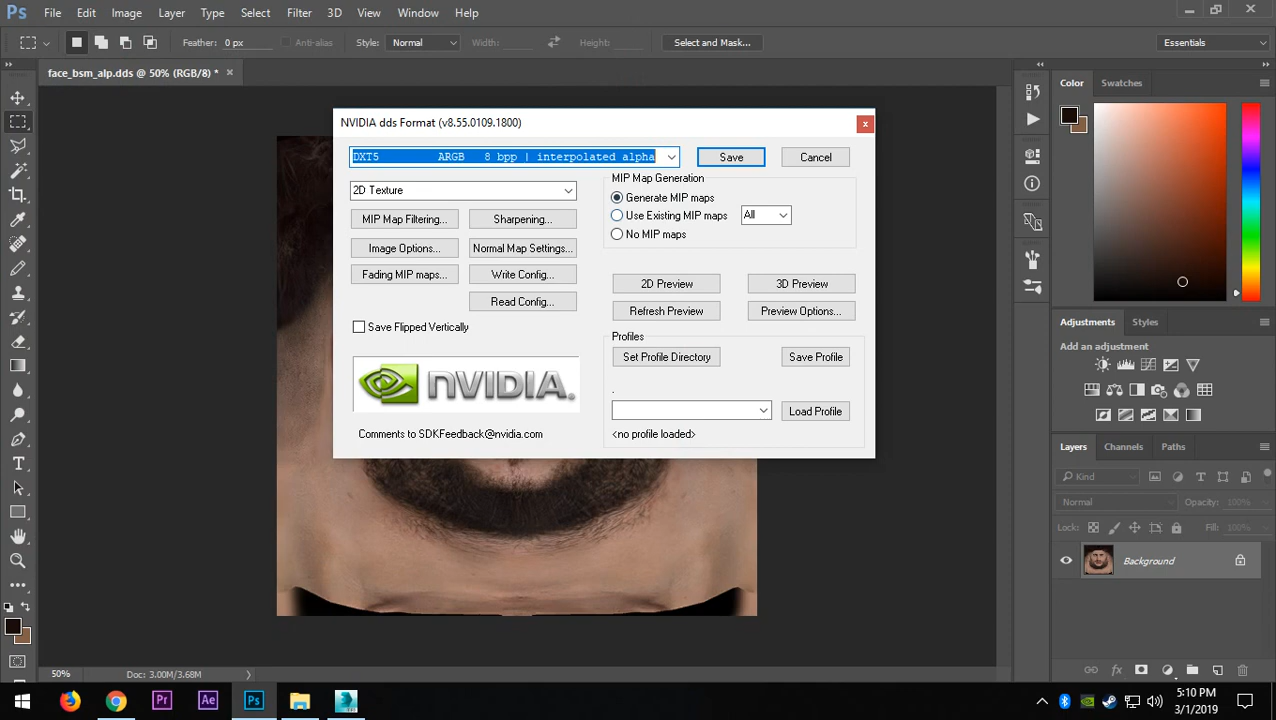 Ps File Edit Image Layer Type Select Filter 3D View Window Help
Feather: 0 px Anti-alias Style: Normal Width: Height: Select and Mask... Essentials
face_bsm_alp.dds @ 50% (RGB/8) *
Color Swatches
NVIDIA dds Format (v8.55.0109.1800)
DXT5 ARGB 8 bpp | interpolated alpha Save Cancel
MIP Map Generation
2D Texture
Generate MIP maps
Use Existing MIP maps All
No MIP maps
MIP Map Filtering... Sharpening...
Image Options... Normal Map Settings...
Fading MIP maps... Write Config...
Read Config...
2D Preview 3D Preview
Refresh Preview Preview Options...
Save Flipped Vertically
Profiles
Set Profile Directory Save Profile
.
Load Profile
<no profile loaded>
nVIDIA.
Comments to SDKFeedback@nvidia.com
Adjustments Styles
Add an adjustment
Layers Channels Paths
Kind
Normal Opacity: 100%
Lock: Fill: 100%
Background
50% Doc: 3.00M/3.68M
Pr Ae Ps
5:10 PM
3/1/2019